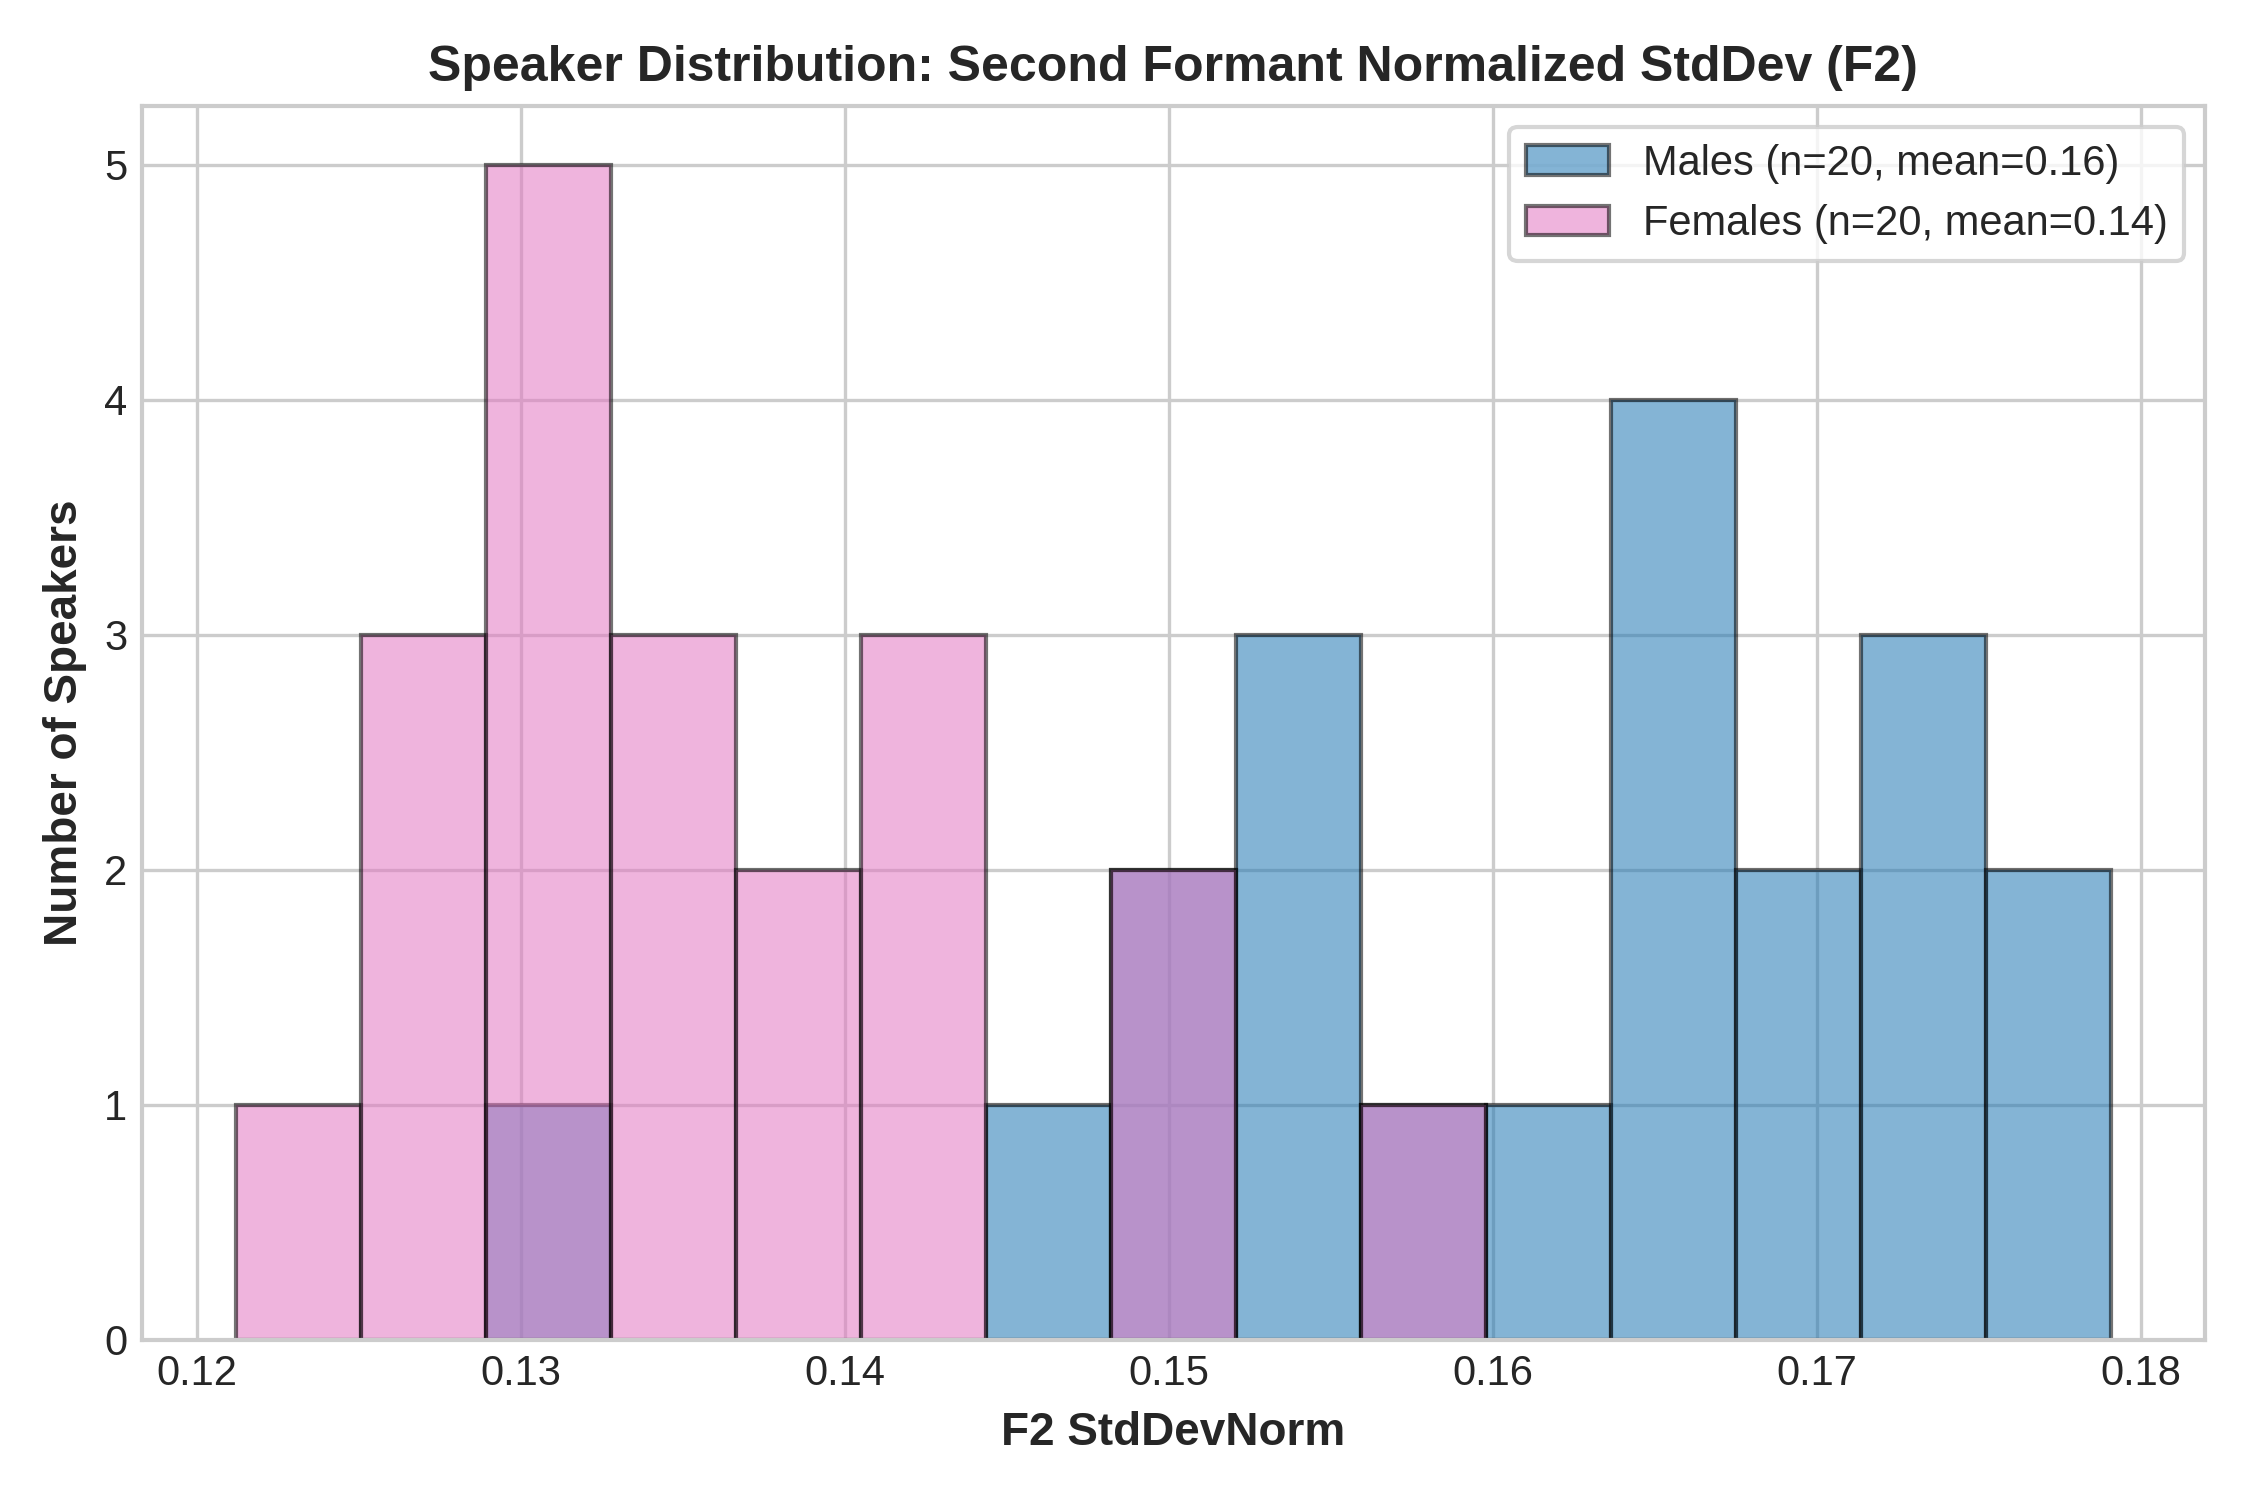 Speaker Distribution: Second Formant Normalized StdDev (F2)
Males (n=20, mean=0.16)
Females (n=20, mean=0.14)
Number of Speakers
5
4
3
2
1
0
0.12 0.13 0.14 0.15 0.16 0.17 0.18
F2 StdDevNorm